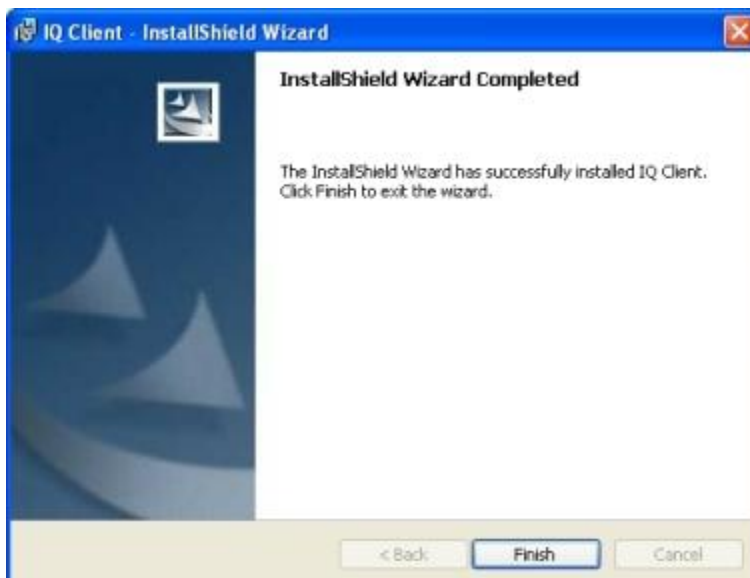 IQ Client - InstallShield Wizard
InstallShield Wizard Completed
The InstallShield Wizard has successfully installed IQ Client.
Click Finish to exit the wizard.
< Back
Finish
Cancel